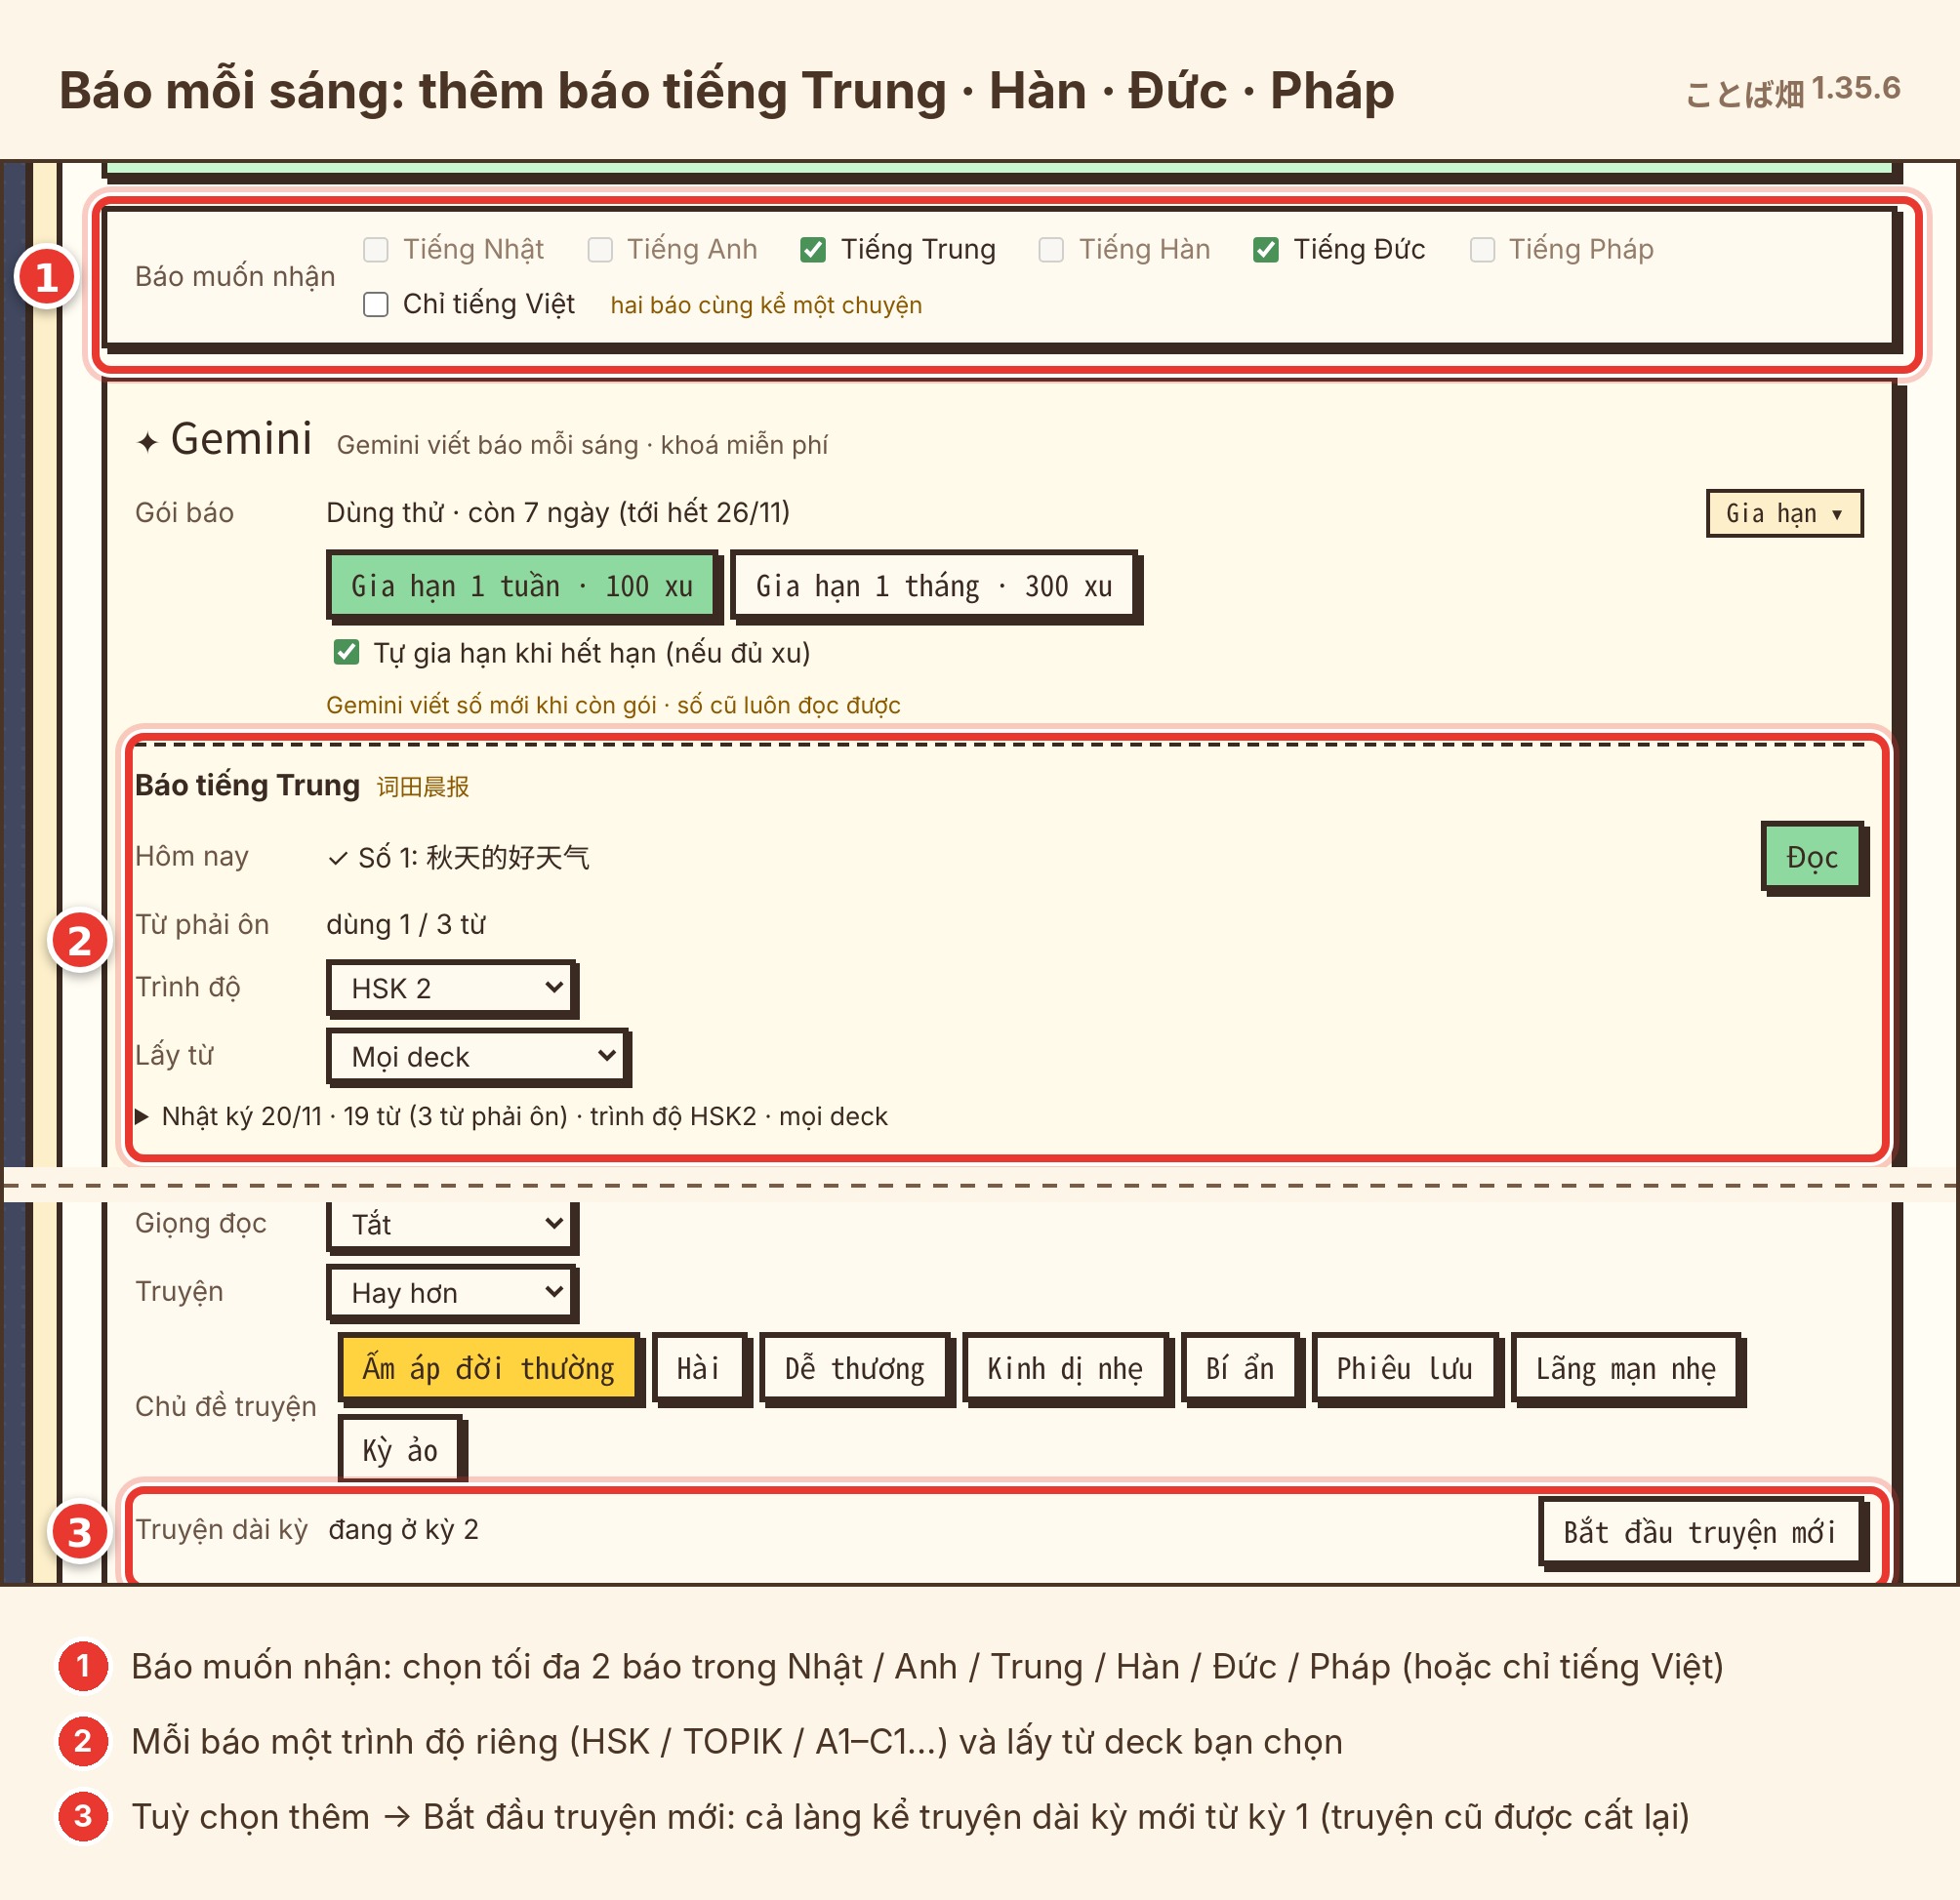 Báo mỗi sáng: thêm báo tiếng Trung · Hàn · Đức · Pháp
ことば畑 1.35.6
Báo muốn nhận
Tiếng Nhật Tiếng Anh Tiếng Trung Tiếng Hàn Tiếng Đức Tiếng Pháp
Chỉ tiếng Việt hai báo cùng kể một chuyện
1
✦ Gemini Gemini viết báo mỗi sáng · khoá miễn phí
Gói báo Dùng thử · còn 7 ngày (tới hết 26/11) Gia hạn ▾
Gia hạn 1 tuần · 100 xu Gia hạn 1 tháng · 300 xu
Tự gia hạn khi hết hạn (nếu đủ xu)
Gemini viết số mới khi còn gói · số cũ luôn đọc được
Báo tiếng Trung 词田晨报
Hôm nay ✓ Số 1: 秋天的好天气 Đọc
2
Từ phải ôn dùng 1 / 3 từ
Trình độ HSK 2
Lấy từ Mọi deck
▶ Nhật ký 20/11 · 19 từ (3 từ phải ôn) · trình độ HSK2 · mọi deck
Giọng đọc Tắt
Truyện Hay hơn
Chủ đề truyện
Ấm áp đời thường Hài Dễ thương Kinh dị nhẹ Bí ẩn Phiêu lưu Lãng mạn nhẹ
Kỳ ảo
3
Truyện dài kỳ đang ở kỳ 2 Bắt đầu truyện mới
1 Báo muốn nhận: chọn tối đa 2 báo trong Nhật / Anh / Trung / Hàn / Đức / Pháp (hoặc chỉ tiếng Việt)
2 Mỗi báo một trình độ riêng (HSK / TOPIK / A1–C1...) và lấy từ deck bạn chọn
3 Tuỳ chọn thêm → Bắt đầu truyện mới: cả làng kể truyện dài kỳ mới từ kỳ 1 (truyện cũ được cất lại)